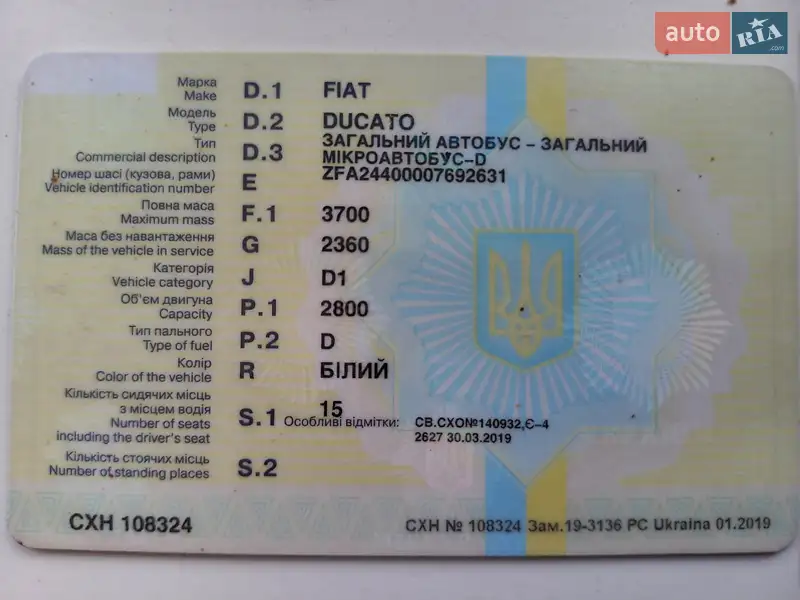 auto RIA .com
Марка
Make D.1 FIAT
Модель
Type D.2 DUCATO
Тип
Commercial description D.3 ЗАГАЛЬНИЙ АВТОБУС – ЗАГАЛЬНИЙ
МІКРОАВТОБУС-D
Номер шасі (кузова, рами)
Vehicle identification number E ZFA24400007692631
Повна маса
Maximum mass F.1 3700
Маса без навантаження
Mass of the vehicle in service G 2360
Категорія
Vehicle category J D1
Об'єм двигуна
Capacity P.1 2800
Тип пального
Type of fuel P.2 D
Колір
Color of the vehicle R БІЛИЙ
Кількість сидячих місць
з місцем водія
Number of seats
including the driver's seat S.1 15
Особливі відмітки: СВ.СХО№140932,Є-4
2627 30.03.2019
Кількість стоячих місць
Number of standing places S.2
СХН 108324
СХН № 108324 Зам.19-3136 РС Ukraina 01.2019